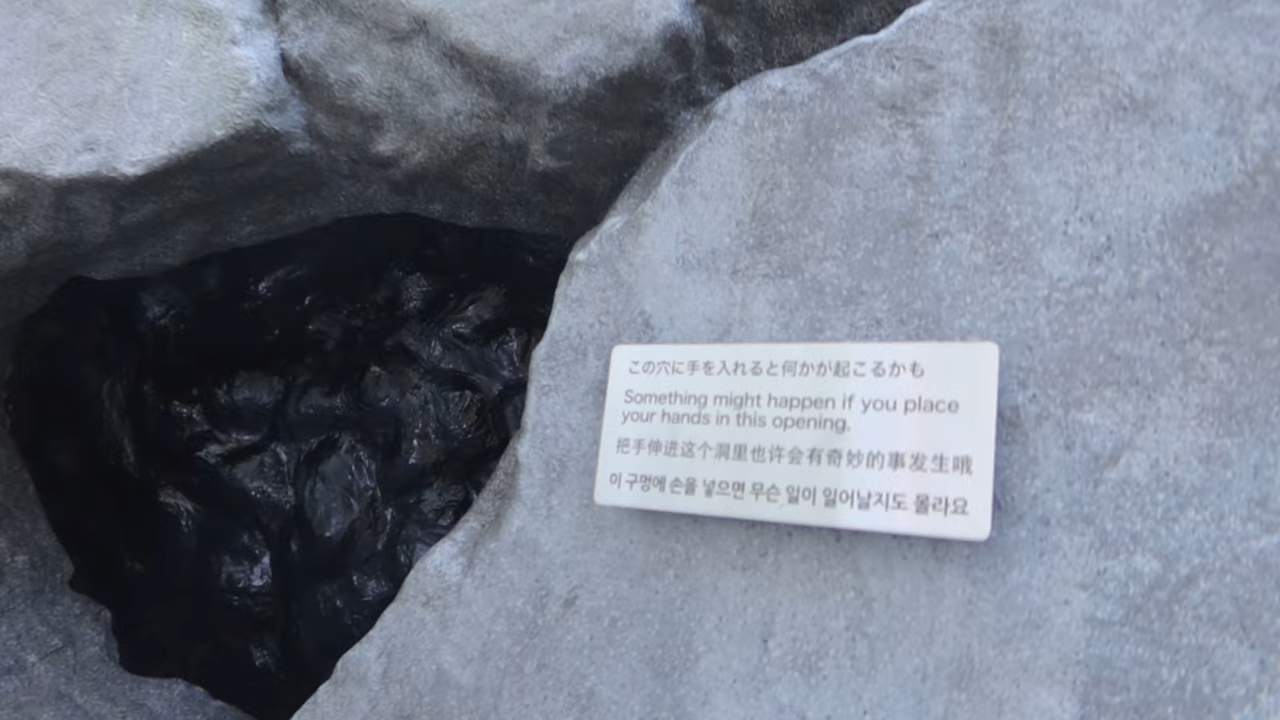 この穴に手を入れると何かが起こるかも
Something might happen if you place
your hands in this opening.
把手伸进这个洞里也许会有奇妙的事发生哦
이 구멍에 손을 넣으면 무슨 일이 일어날지도 몰라요